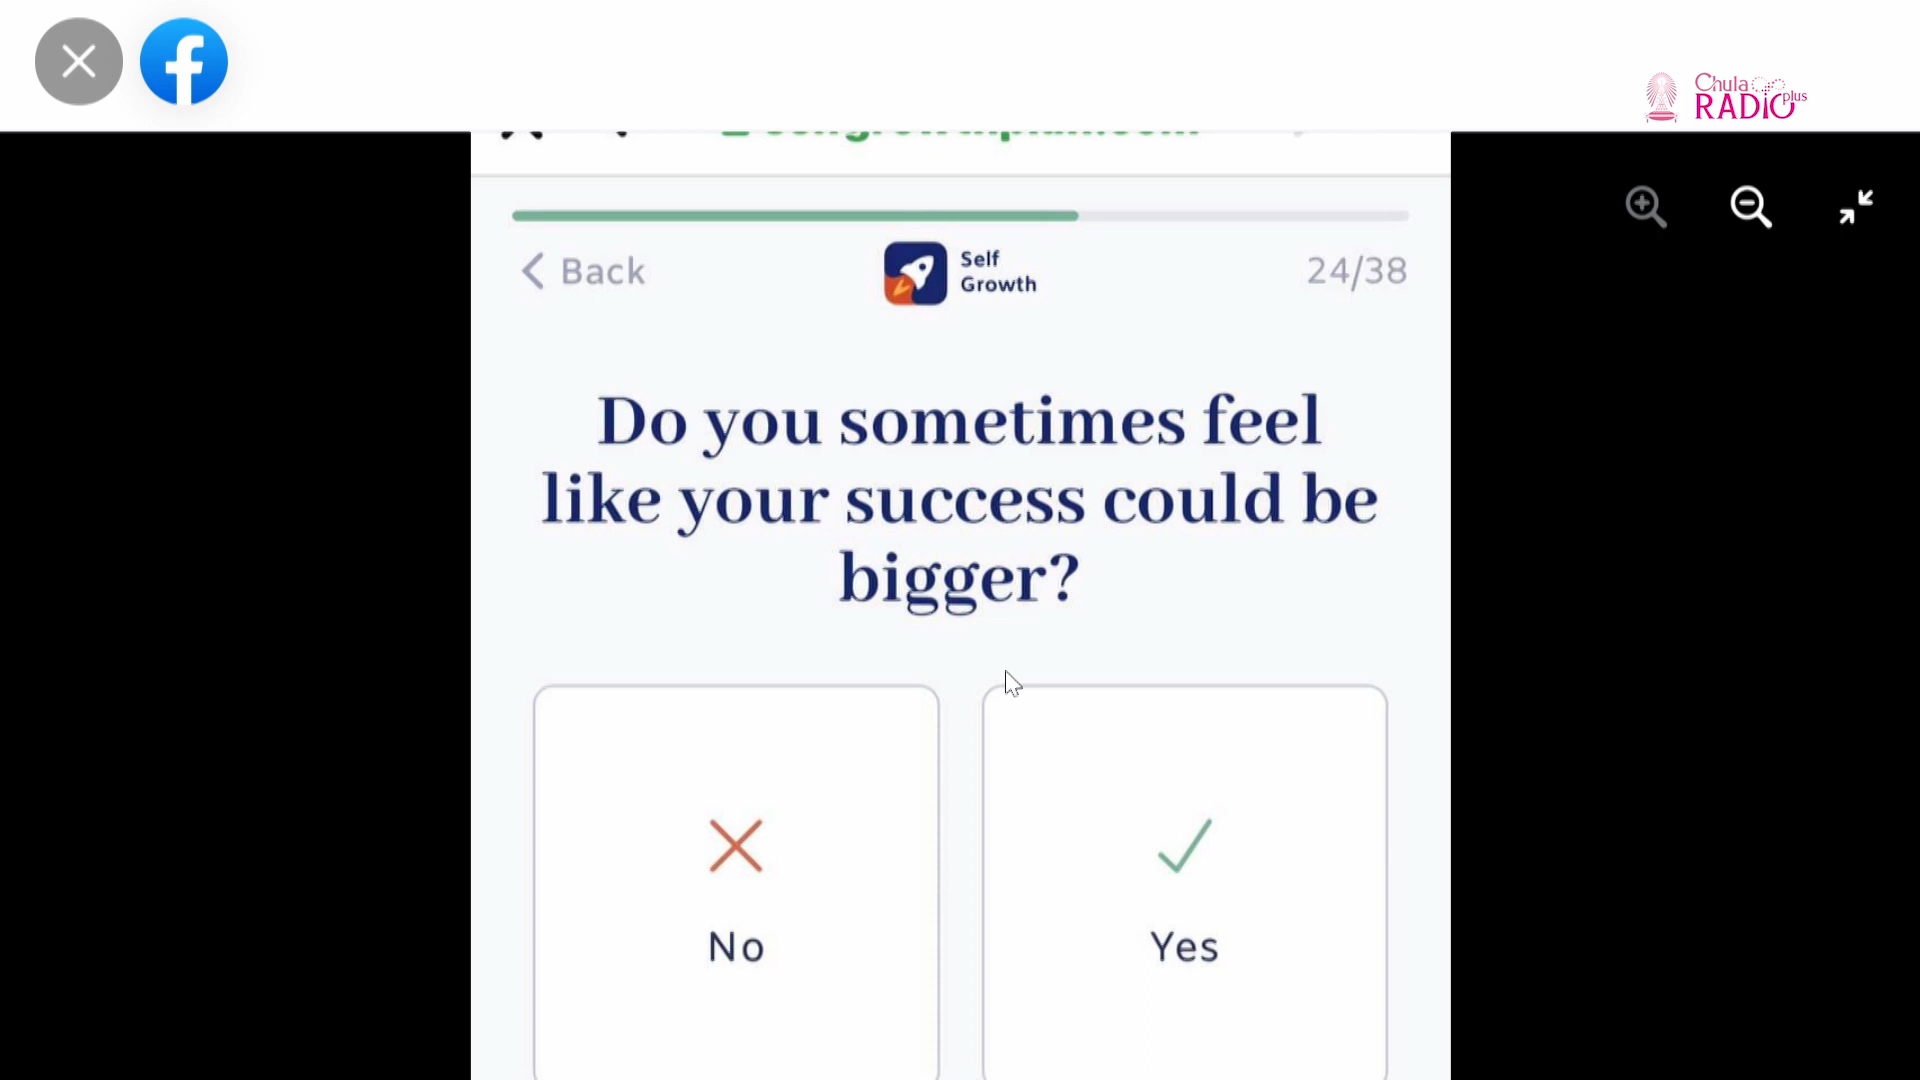 Chula
RADIO plus
Back
Self
Growth
24/38
Do you sometimes feel
like your success could be
bigger?
No
Yes